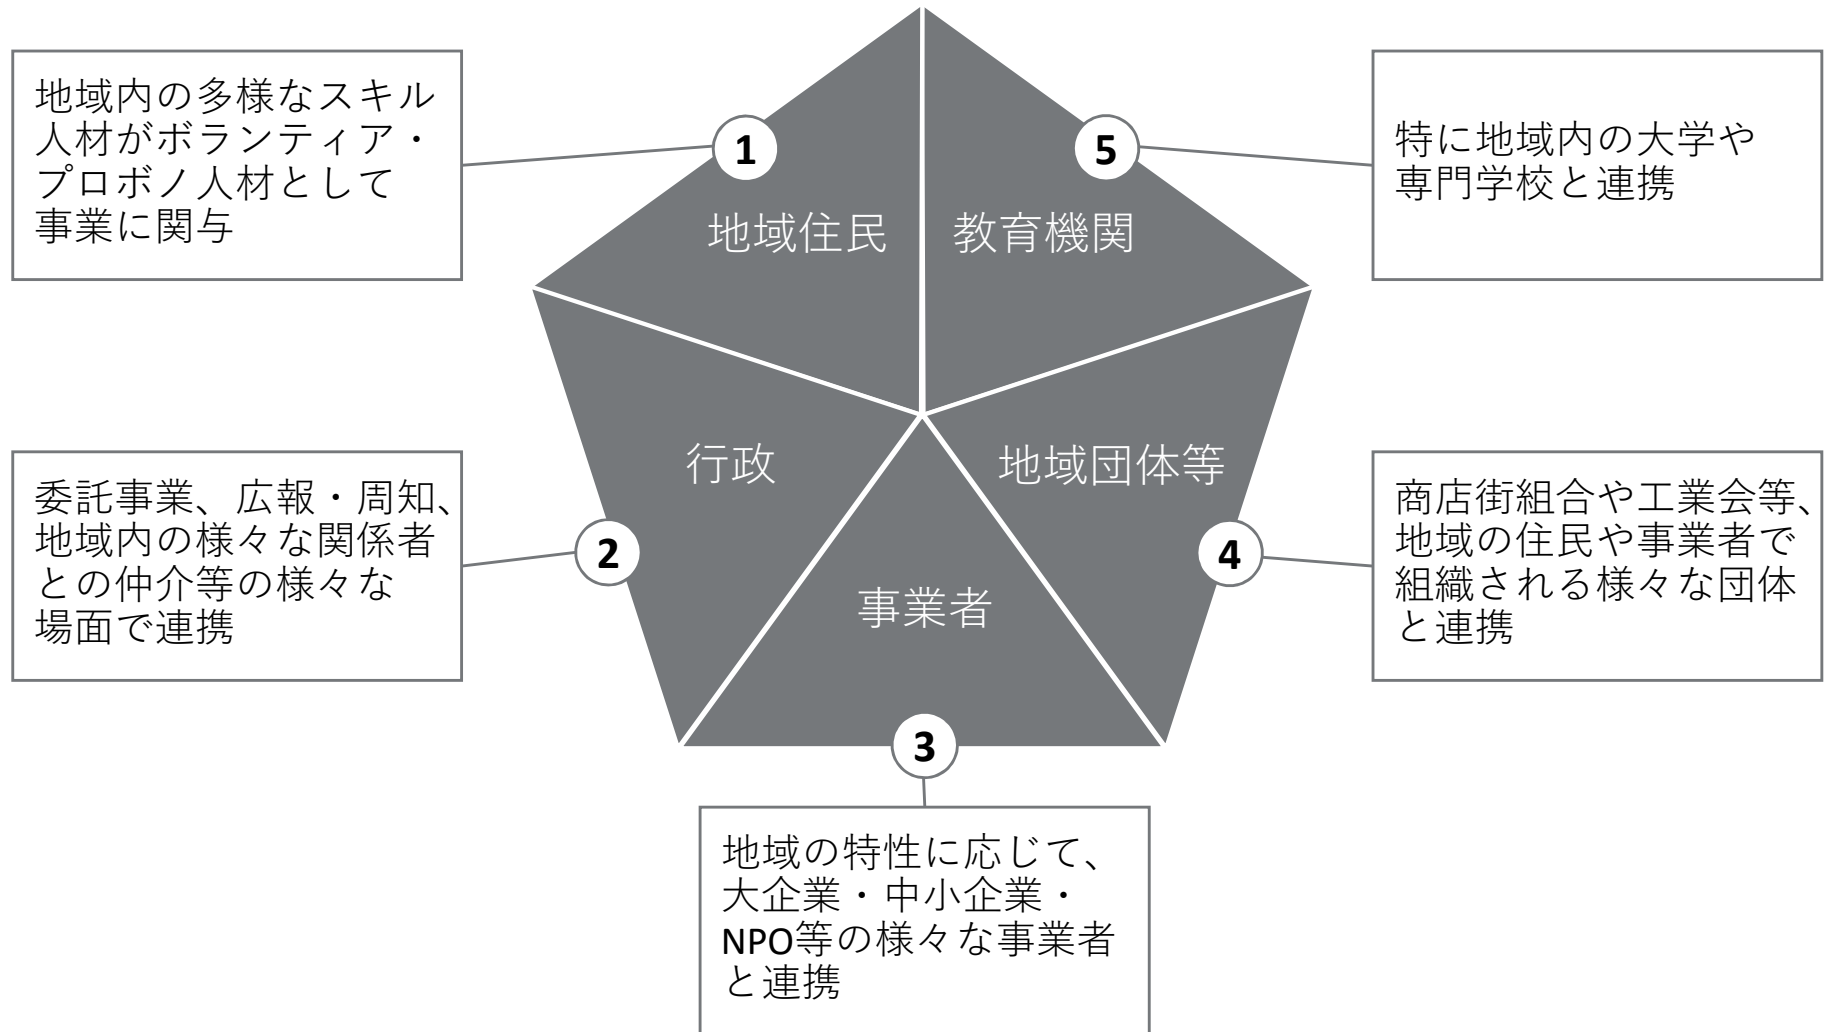 地域内の多様なスキル
人材がボランティア・
プロボノ人材として
事業に関与
1
地域住民
5
教育機関
特に地域内の大学や
専門学校と連携
委託事業、広報・周知、
地域内の様々な関係者
との仲介等の様々な
場面で連携
2
行政
事業者
3
地域の特性に応じて、
大企業・中小企業・
NPO等の様々な事業者
と連携
地域団体等
4
商店街組合や工業会等、
地域の住民や事業者で
組織される様々な団体
と連携